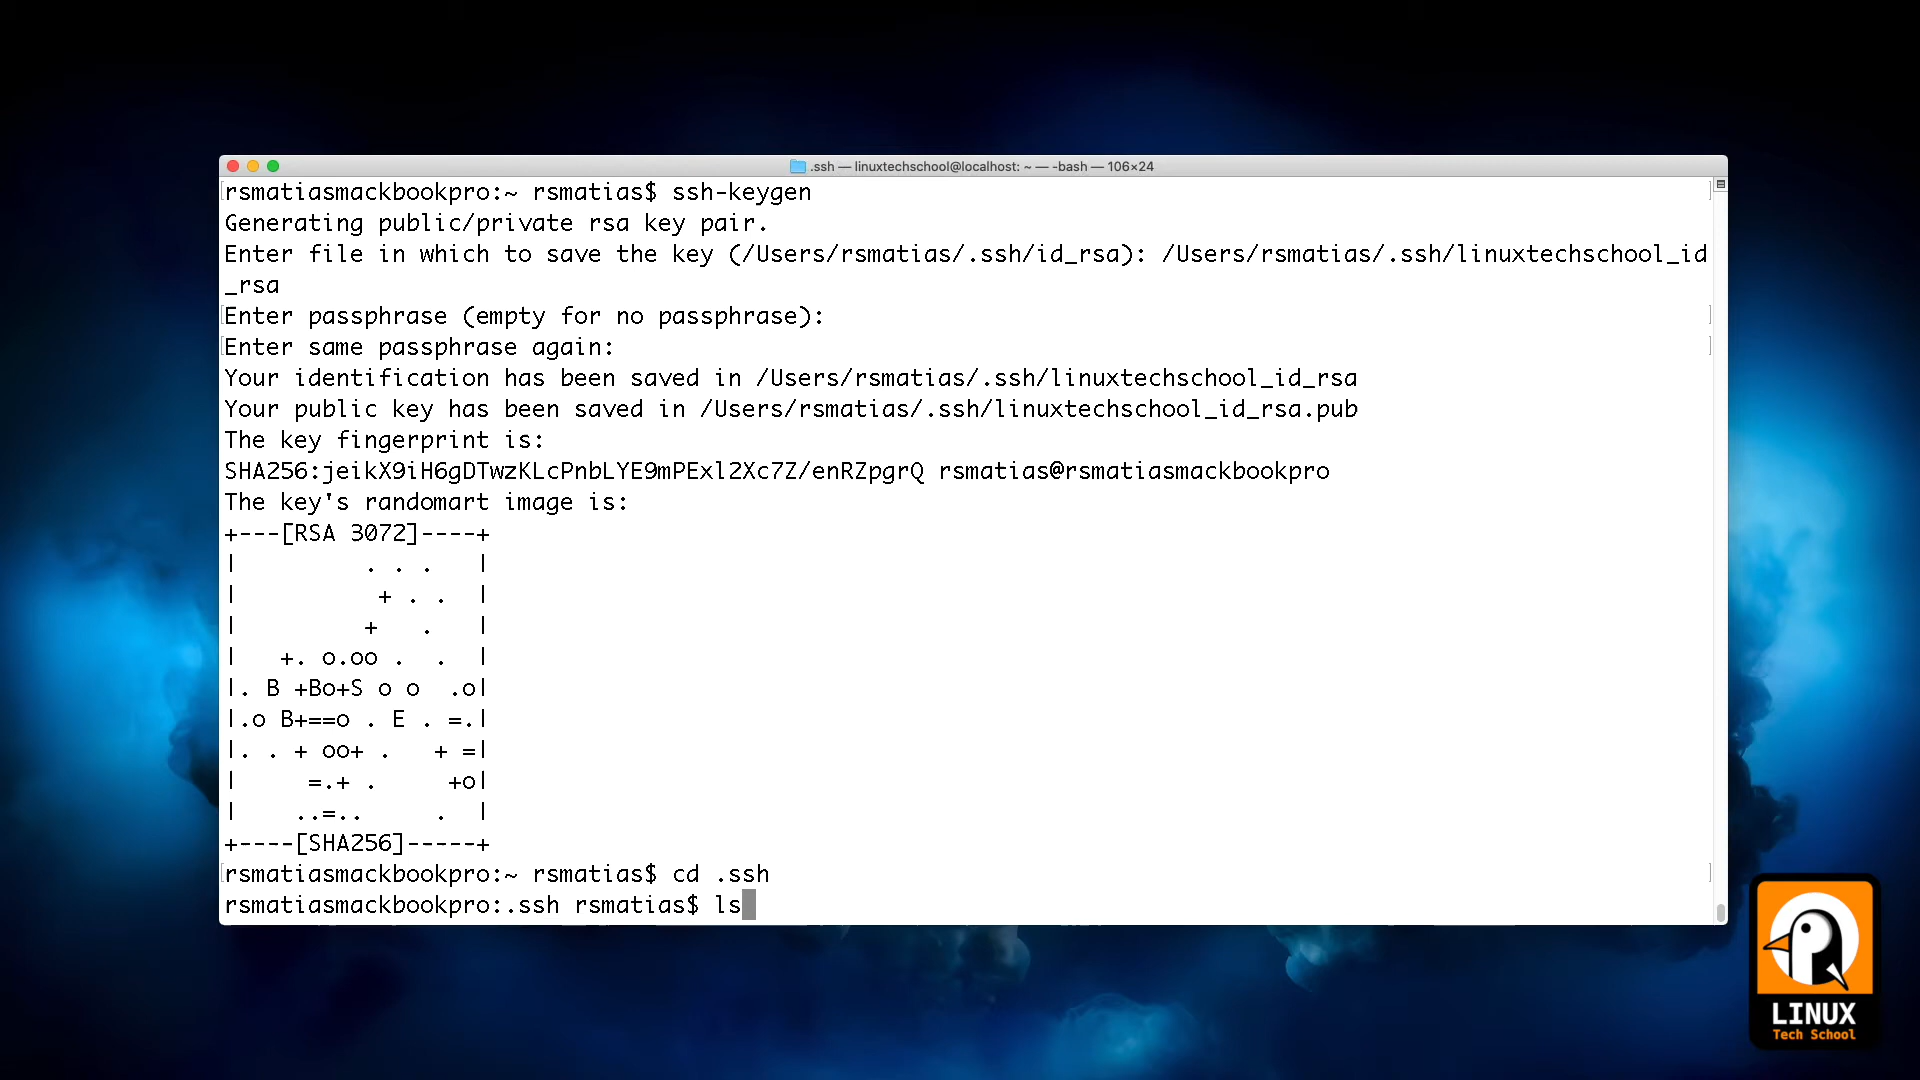 .ssh — linuxtechschool@localhost: ~ — -bash — 106×24
rsmatiasmackbookpro:~ rsmatias$ ssh-keygen
Generating public/private rsa key pair.
Enter file in which to save the key (/Users/rsmatias/.ssh/id_rsa): /Users/rsmatias/.ssh/linuxtechschool_id
_rsa
Enter passphrase (empty for no passphrase):
Enter same passphrase again:
Your identification has been saved in /Users/rsmatias/.ssh/linuxtechschool_id_rsa
Your public key has been saved in /Users/rsmatias/.ssh/linuxtechschool_id_rsa.pub
The key fingerprint is:
SHA256:jeikX9iH6gDTwzKLcPnbLYE9mPExl2Xc7Z/enRZpgrQ rsmatias@rsmatiasmackbookpro
The key's randomart image is:
+---[RSA 3072]----+
|          . . .   |
|           + . .  |
|          +   .   |
|   +. o.oo .  .  |
|. B +Bo+S o o  .o|
|.o B+==o . E . =.|
|. . + oo+ .   + =|
|     =.+ .     +o|
|    ..=..     .  |
+----[SHA256]-----+
rsmatiasmackbookpro:~ rsmatias$ cd .ssh
rsmatiasmackbookpro:.ssh rsmatias$ ls
LINUX
Tech School